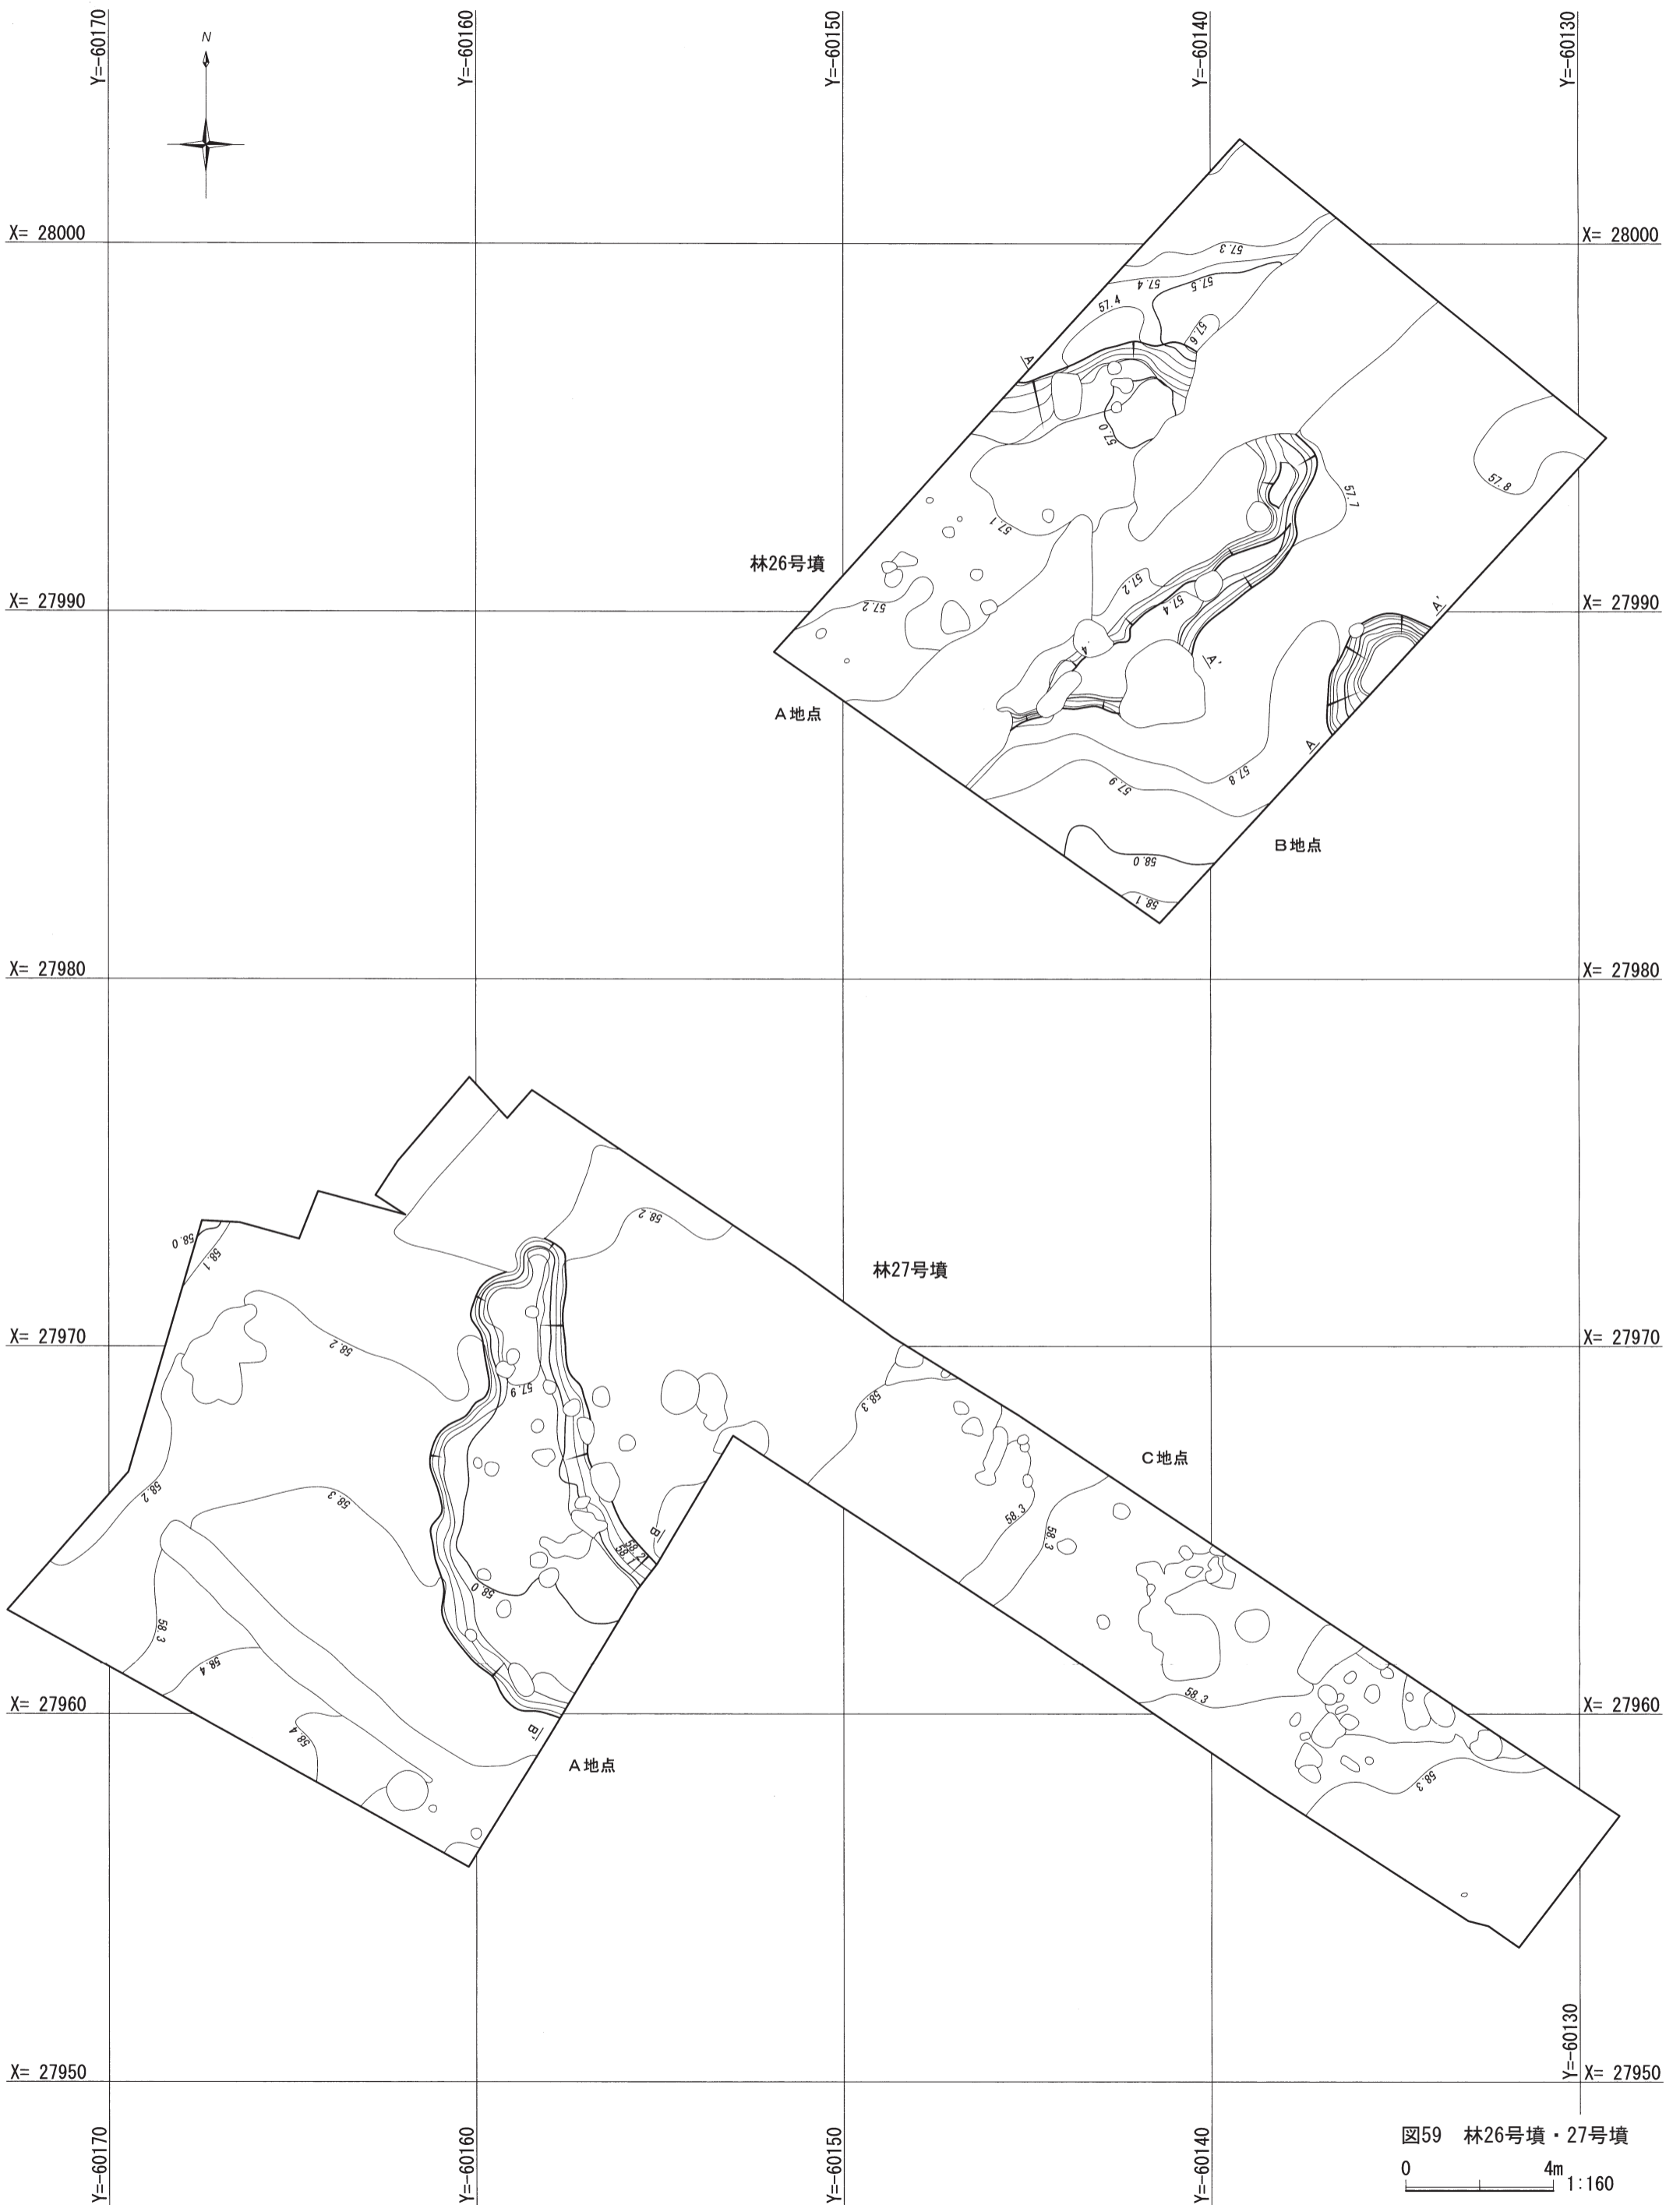 Y=-60170
Y=-60160
Y=-60150
Y=-60140
Y=-60130
N
X= 28000
X= 28000
57.3
57.4
57.5
57.4
57.6
A
57.0
57.8
57.7
57.1
林26号墳
57.2
57.4
57.2
X= 27990
X= 27990
A'
.4
A'
A地点
A
57.8
57.9
B地点
58.0
58.1
X= 27980
X= 27980
58.2
58.0
58.1
林27号墳
X= 27970
X= 27970
58.2
57.9
58.3
C地点
58.2
58.3
58.3
58.3
B
58.2
58.0
58.3
58.4
58.3
X= 27960
X= 27960
58.4
B'
A地点
58.3
Y=-60130
X= 27950
X= 27950
Y=-60170
Y=-60160
Y=-60150
Y=-60140
図59 林26号墳・27号墳
0 4m
1:160